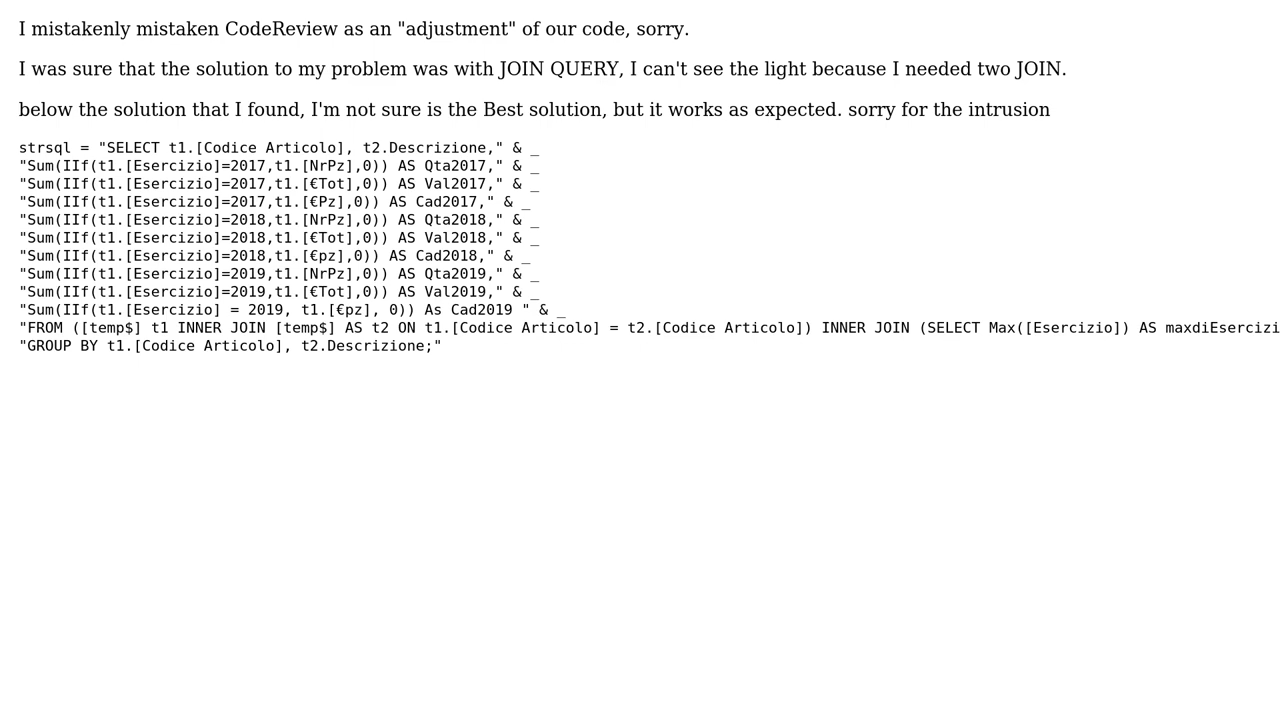 I mistakenly mistaken CodeReview as an "adjustment" of our code, sorry.
I was sure that the solution to my problem was with JOIN QUERY, I can't see the light because I needed two JOIN.
below the solution that I found, I'm not sure is the Best solution, but it works as expected. sorry for the intrusion
strsql = "SELECT t1.[Codice Articolo], t2.Descrizione," & _
"Sum(IIf(t1.[Esercizio]=2017,t1.[NrPz],0)) AS Qta2017," & _
"Sum(IIf(t1.[Esercizio]=2017,t1.[€Tot],0)) AS Val2017," & _
"Sum(IIf(t1.[Esercizio]=2017,t1.[€Pz],0)) AS Cad2017," & _
"Sum(IIf(t1.[Esercizio]=2018,t1.[NrPz],0)) AS Qta2018," & _
"Sum(IIf(t1.[Esercizio]=2018,t1.[€Tot],0)) AS Val2018," & _
"Sum(IIf(t1.[Esercizio]=2018,t1.[€pz],0)) AS Cad2018," & _
"Sum(IIf(t1.[Esercizio]=2019,t1.[NrPz],0)) AS Qta2019," & _
"Sum(IIf(t1.[Esercizio]=2019,t1.[€Tot],0)) AS Val2019," & _
"Sum(IIf(t1.[Esercizio] = 2019, t1.[€pz], 0)) As Cad2019 " & _
"FROM ([temp$] t1 INNER JOIN [temp$] AS t2 ON t1.[Codice Articolo] = t2.[Codice Articolo]) INNER JOIN (SELECT Max([Esercizio]) AS maxdiEsercizi
"GROUP BY t1.[Codice Articolo], t2.Descrizione;"